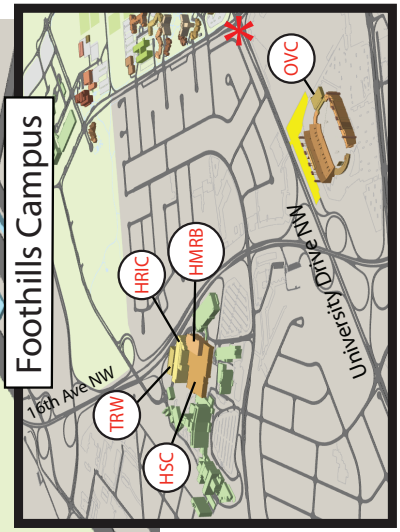 Foothills Campus
16th Ave NW
TRW
HSC
HRIC
HMRB
University Drive NW
OVC
*